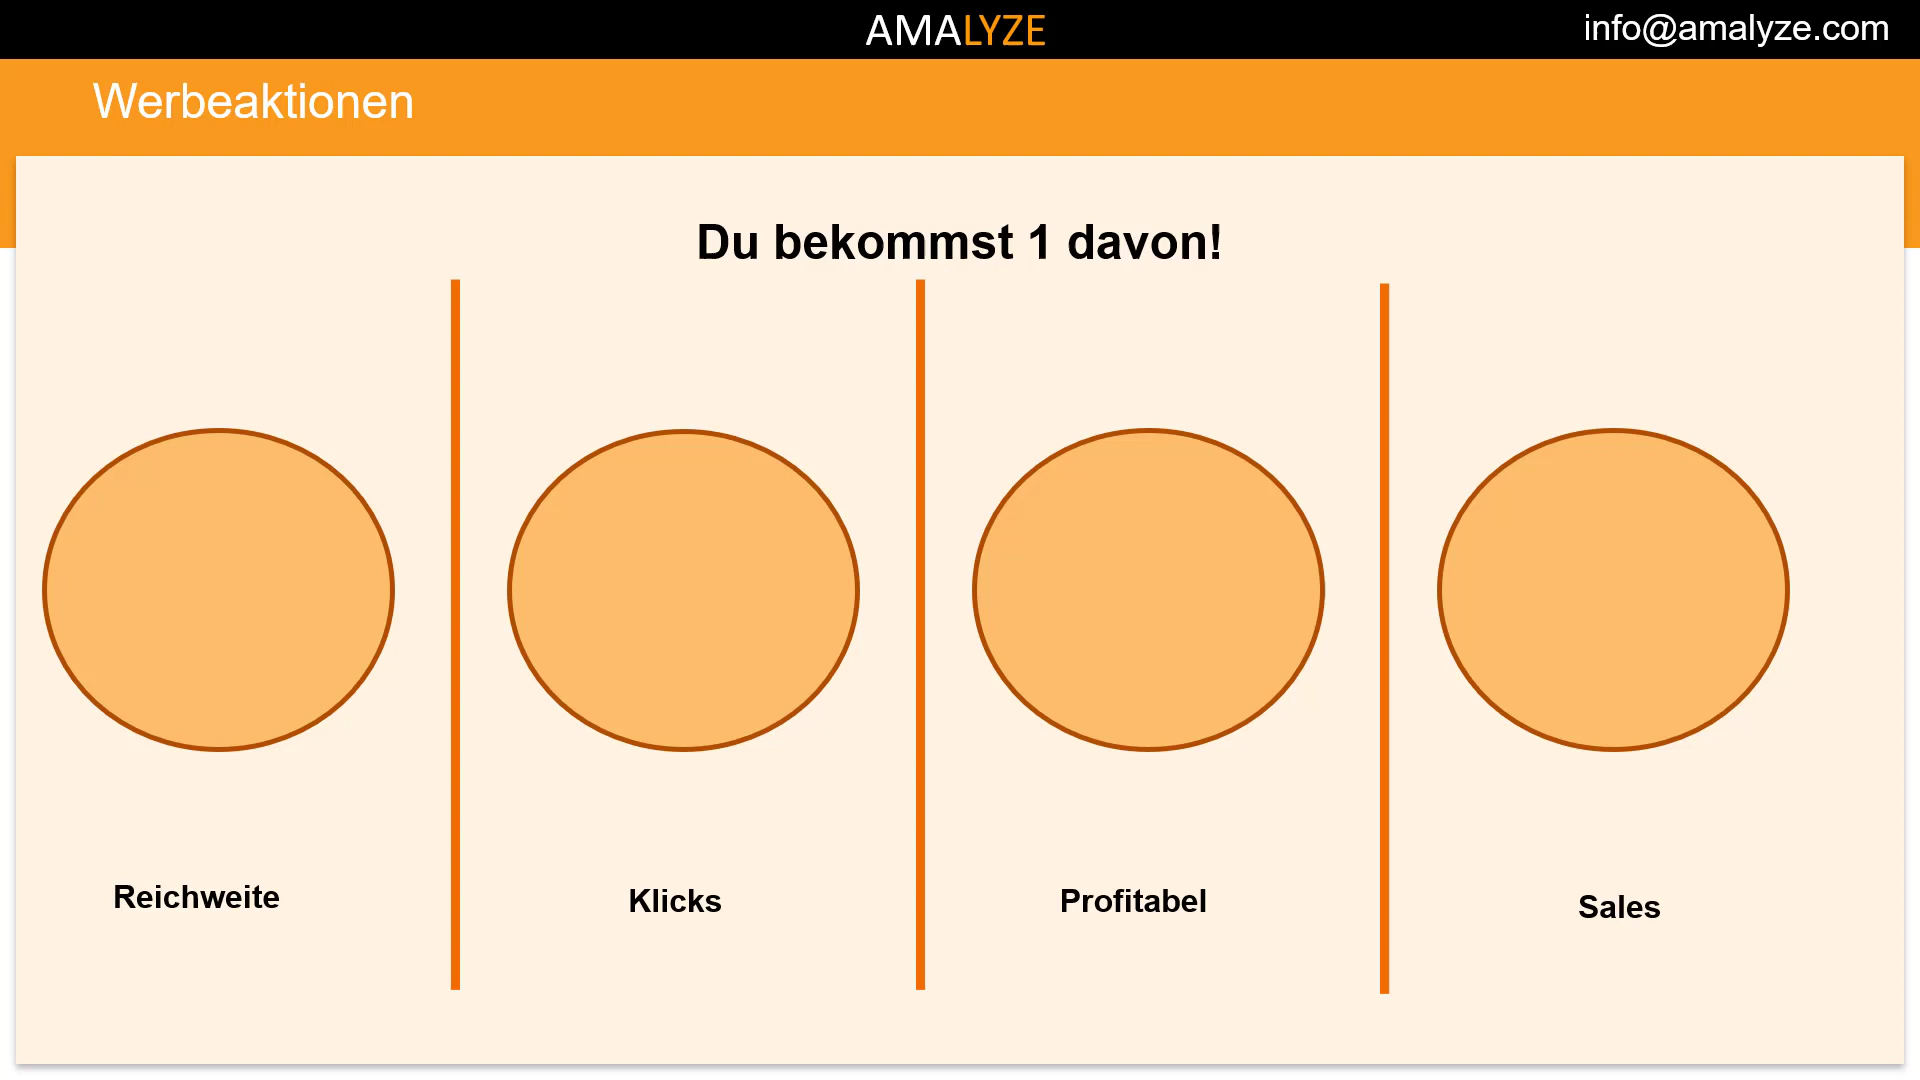 AMALYZE
info@amalyze.com
Werbeaktionen
Du bekommst 1 davon!
Reichweite
Klicks
Profitabel
Sales